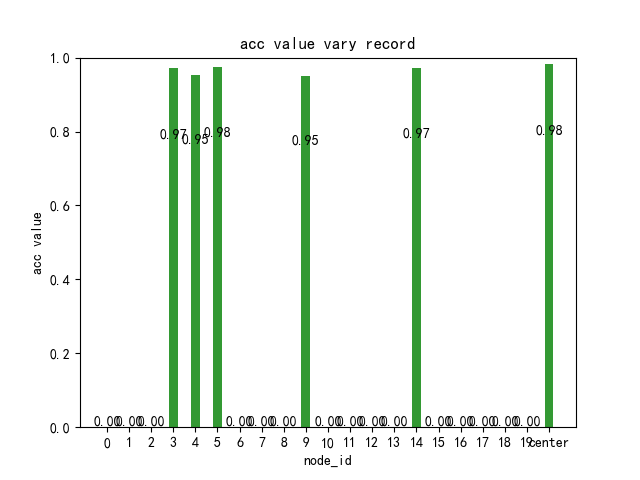 acc value vary record
1.0
0.8
0.6
0.4
0.2
0.0
acc value
0.97 0.95 0.98 0.95 0.97 0.98
0.00 0.00 0.00 0.00 0.00 0.00 0.00 0.00 0.00 0.00 0.00 0.00 0.00 0.00 0.00
0 1 2 3 4 5 6 7 8 9 10 11 12 13 14 15 16 17 18 19 center
node_id